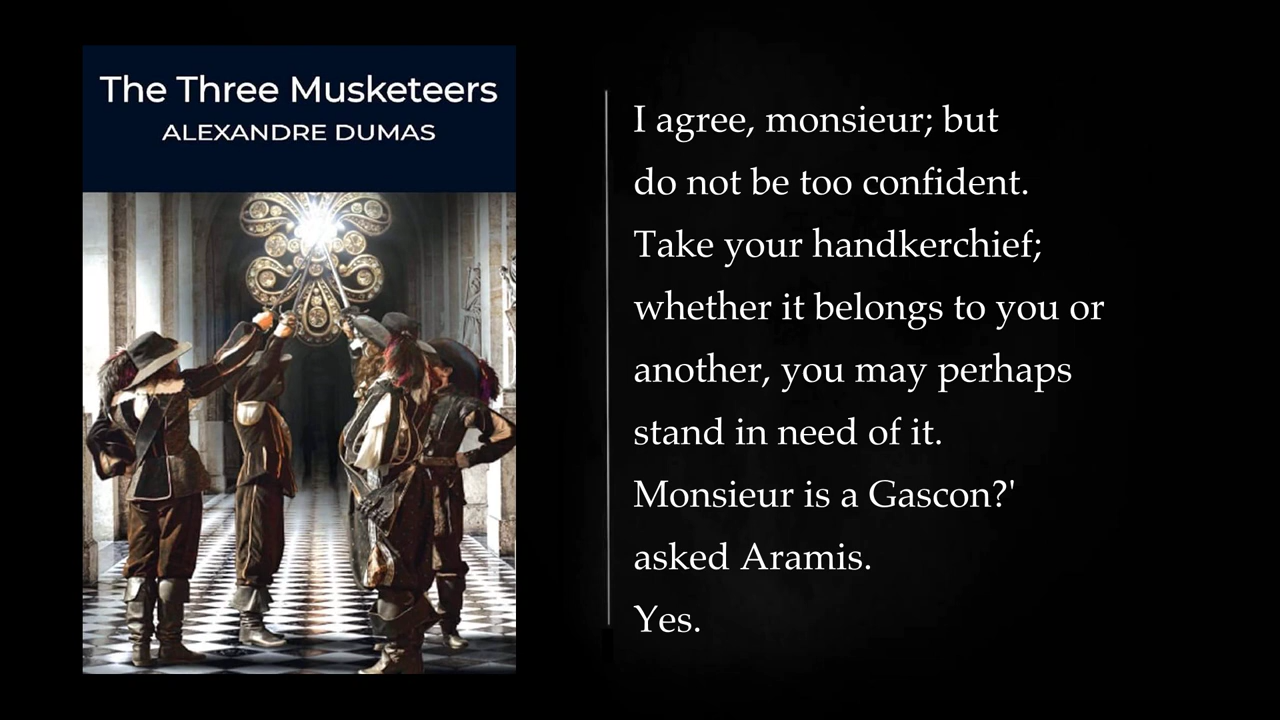 The Three Musketeers
ALEXANDRE DUMAS
I agree, monsieur; but
do not be too confident.
Take your handkerchief;
whether it belongs to you or
another, you may perhaps
stand in need of it.
Monsieur is a Gascon?'
asked Aramis.
Yes.